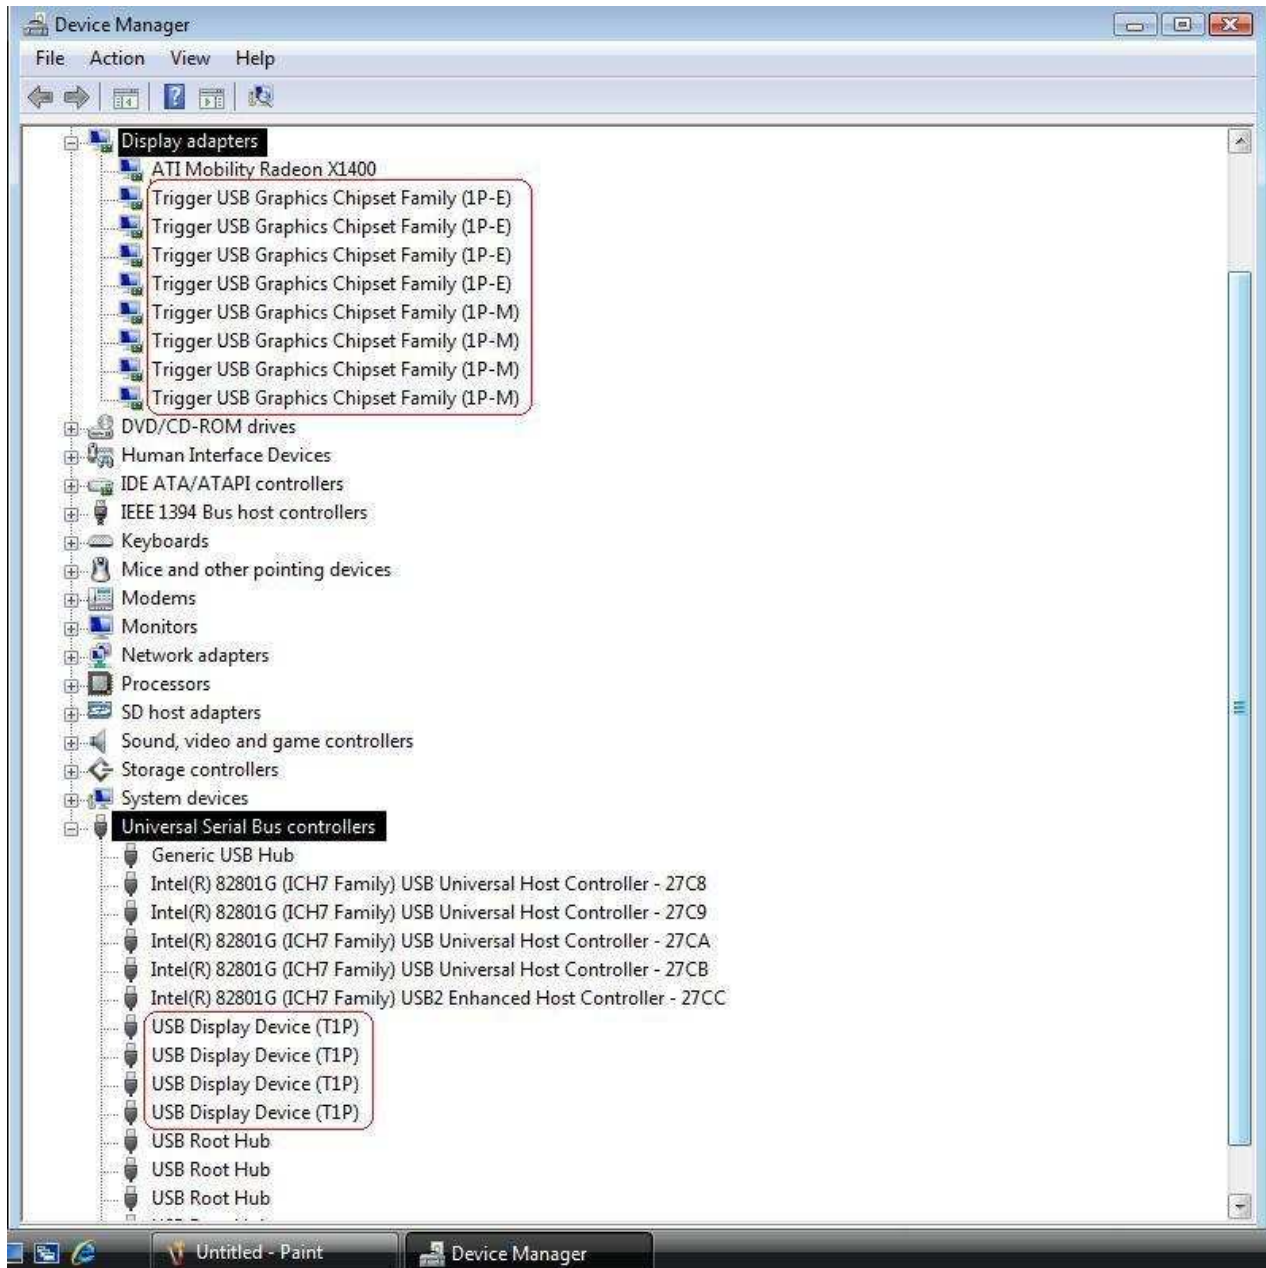 Device Manager
File Action View Help
Display adapters
ATI Mobility Radeon X1400
Trigger USB Graphics Chipset Family (1P-E)
Trigger USB Graphics Chipset Family (1P-E)
Trigger USB Graphics Chipset Family (1P-E)
Trigger USB Graphics Chipset Family (1P-E)
Trigger USB Graphics Chipset Family (1P-M)
Trigger USB Graphics Chipset Family (1P-M)
Trigger USB Graphics Chipset Family (1P-M)
Trigger USB Graphics Chipset Family (1P-M)
DVD/CD-ROM drives
Human Interface Devices
IDE ATA/ATAPI controllers
IEEE 1394 Bus host controllers
Keyboards
Mice and other pointing devices
Modems
Monitors
Network adapters
Processors
SD host adapters
Sound, video and game controllers
Storage controllers
System devices
Universal Serial Bus controllers
Generic USB Hub
Intel(R) 82801G (ICH7 Family) USB Universal Host Controller - 27C8
Intel(R) 82801G (ICH7 Family) USB Universal Host Controller - 27C9
Intel(R) 82801G (ICH7 Family) USB Universal Host Controller - 27CA
Intel(R) 82801G (ICH7 Family) USB Universal Host Controller - 27CB
Intel(R) 82801G (ICH7 Family) USB2 Enhanced Host Controller - 27CC
USB Display Device (T1P)
USB Display Device (T1P)
USB Display Device (T1P)
USB Display Device (T1P)
USB Root Hub
USB Root Hub
USB Root Hub
Untitled - Paint
Device Manager